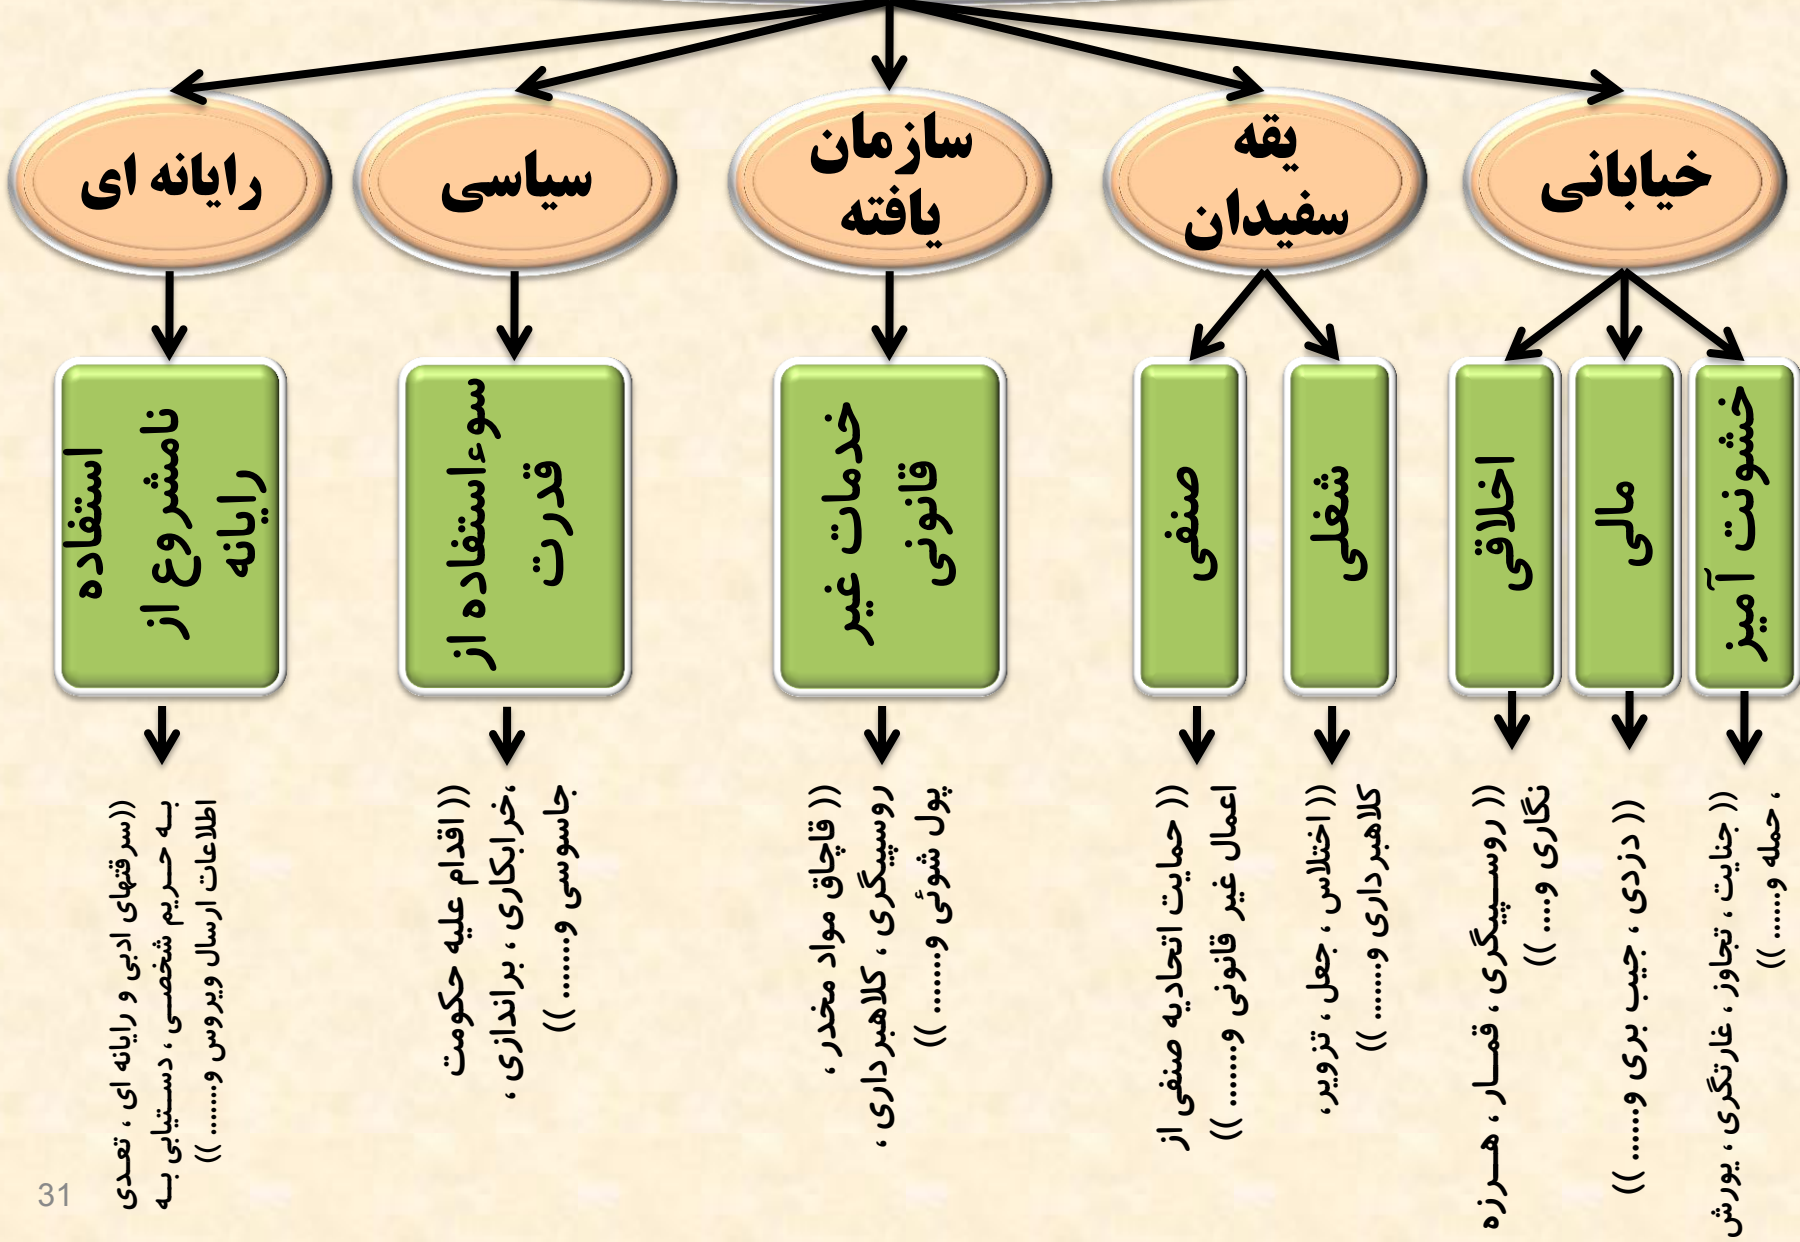 خیابانی
یقه
سفیدان
سازمان
یافته
سیاسی
رایانه ای
خشونت آمیز
مالی
اخلاقی
شغلی
صنفی
خدمات غیر
قانونی
سوءاستفاده از
قدرت
استفاده
نامشروع از
رایانه
(( جنایت ، تجاوز ، غارتگری ، یورش
، حمله و...... ))
(( دزدی ، جیب بری و...... ))
(( روسپیگری ، قمار ، هرزه
نگاری و.... ))
(( اختلاس ، جعل ، تزویر،
کلاهبرداری و....... ))
(( حمایت اتحادیه صنفی از
اعمال غیر قانونی و....... ))
(( قاچاق مواد مخدر ،
روسپیگری ، کلاهبرداری ،
پول شوئی و........ ))
(( اقدام علیه حکومت
،خرابکاری ، براندازی ،
جاسوسی و....... ))
((سرقتهای ادبی و رایانه ای ، تعدی
به حریم شخصی ، دستیابی به
اطلاعات ارسال ویروس و....... ))
31